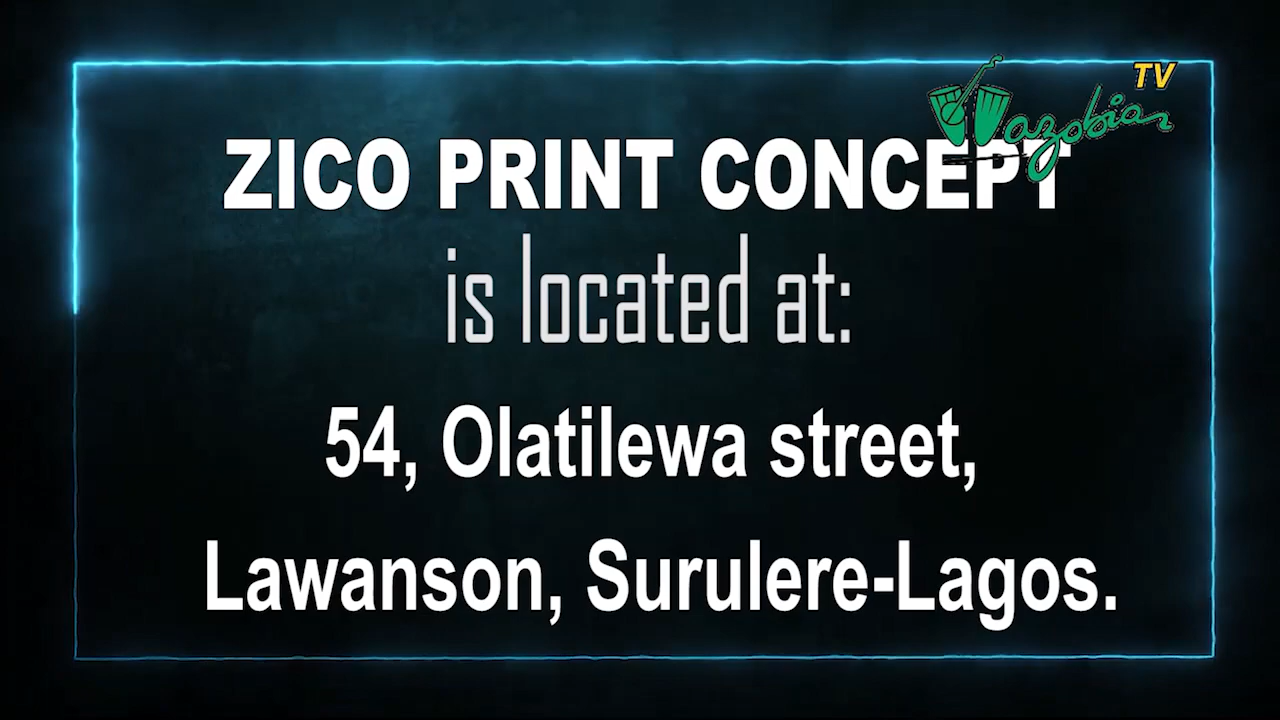 TV
Wazobia
ZICO PRINT CONCEPT
is located at:
54, Olatilewa street,
Lawanson, Surulere-Lagos.